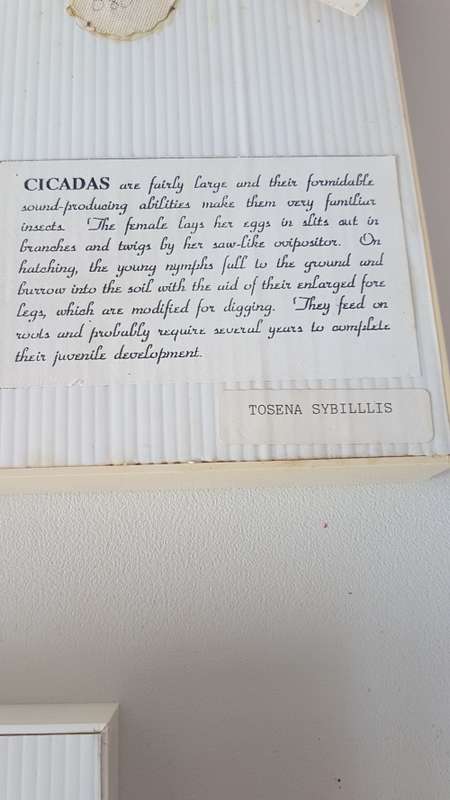 CICADAS are fairly large and their formidable
sound-producing abilities make them very familiar
insects. The female lays her eggs in slits cut in
branches and twigs by her saw-like ovipositor. On
hatching, the young nymphs fall to the ground and
burrow into the soil with the aid of their enlarged fore
legs, which are modified for digging. They feed on
roots and probably require several years to complete
their juvenile development.
TOSENA SYBILLLIS